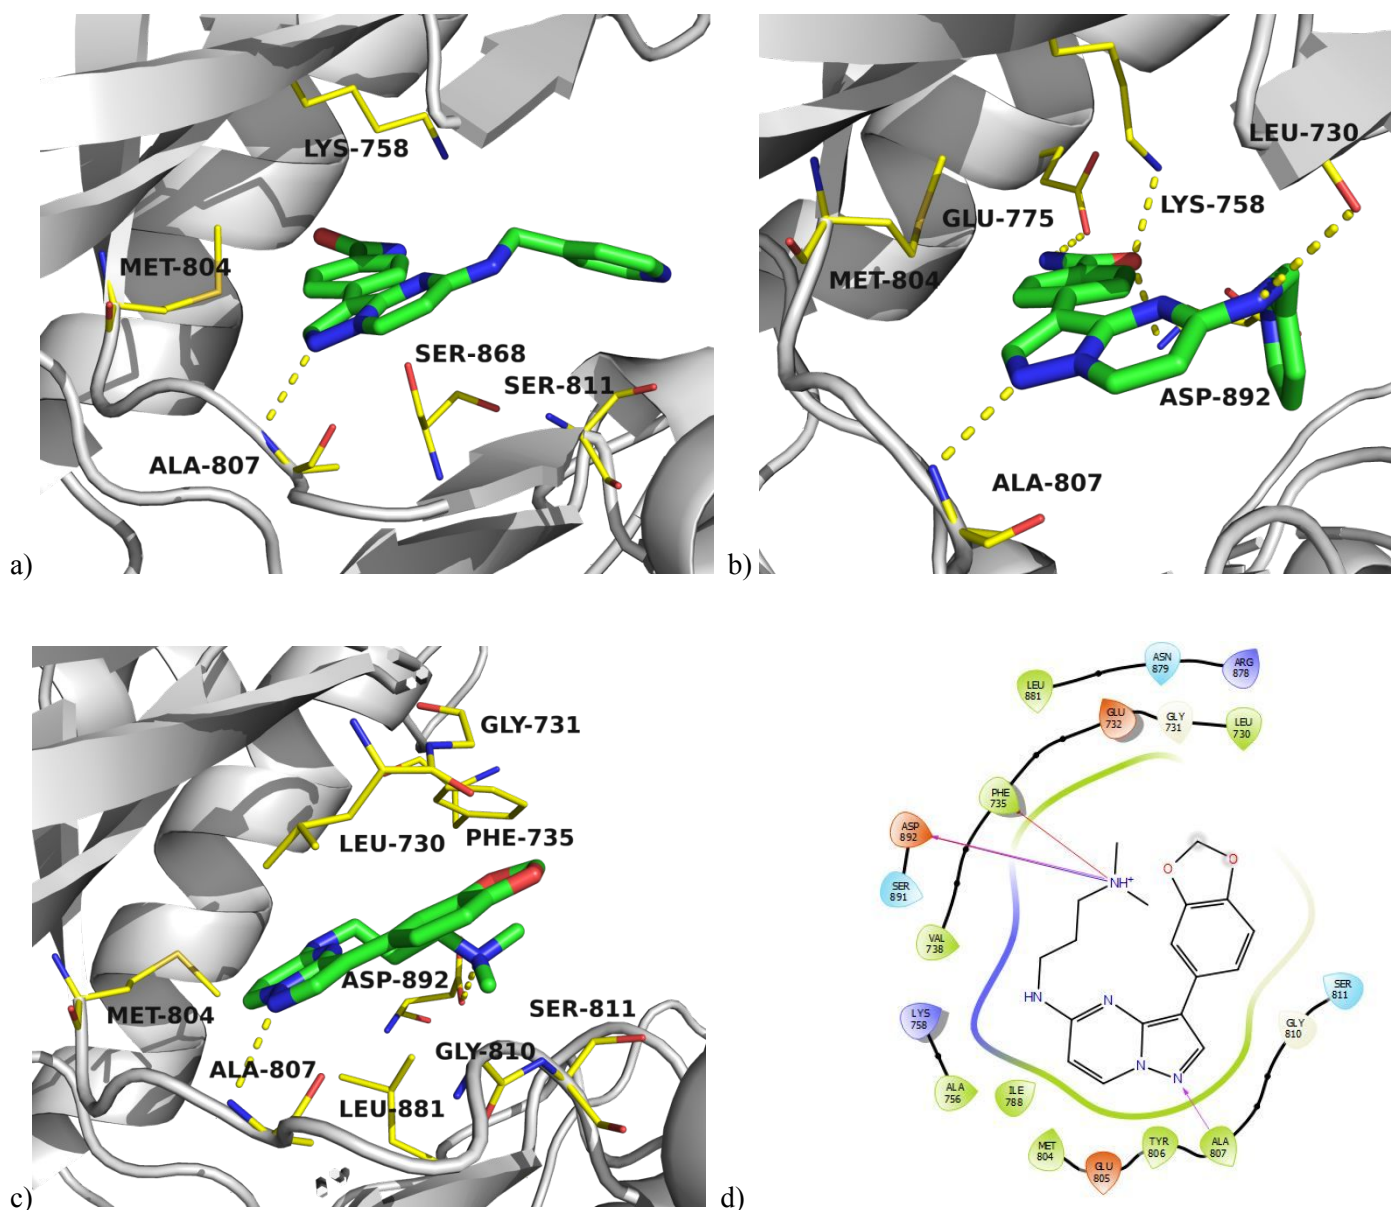 LYS-758
MET-804
SER-868
SER-811
ALA-807
a)
LEU-730
LYS-758
GLU-775
MET-804
ASP-892
ALA-807
b)
GLY-731
LEU-730
PHE-735
ASP-892
MET-804
SER-811
GLY-810
ALA-807
LEU-881
c)
ASN
879
ARG
878
LEU
881
GLU
732
GLY
731
LEU
730
PHE
735
ASP
892
SER
891
VAL
738
NH+
O
O
HN
N
N
N
LYS
758
ALA
756
ILE
788
MET
804
GLU
805
TYR
806
ALA
807
GLY
810
SER
811
d)